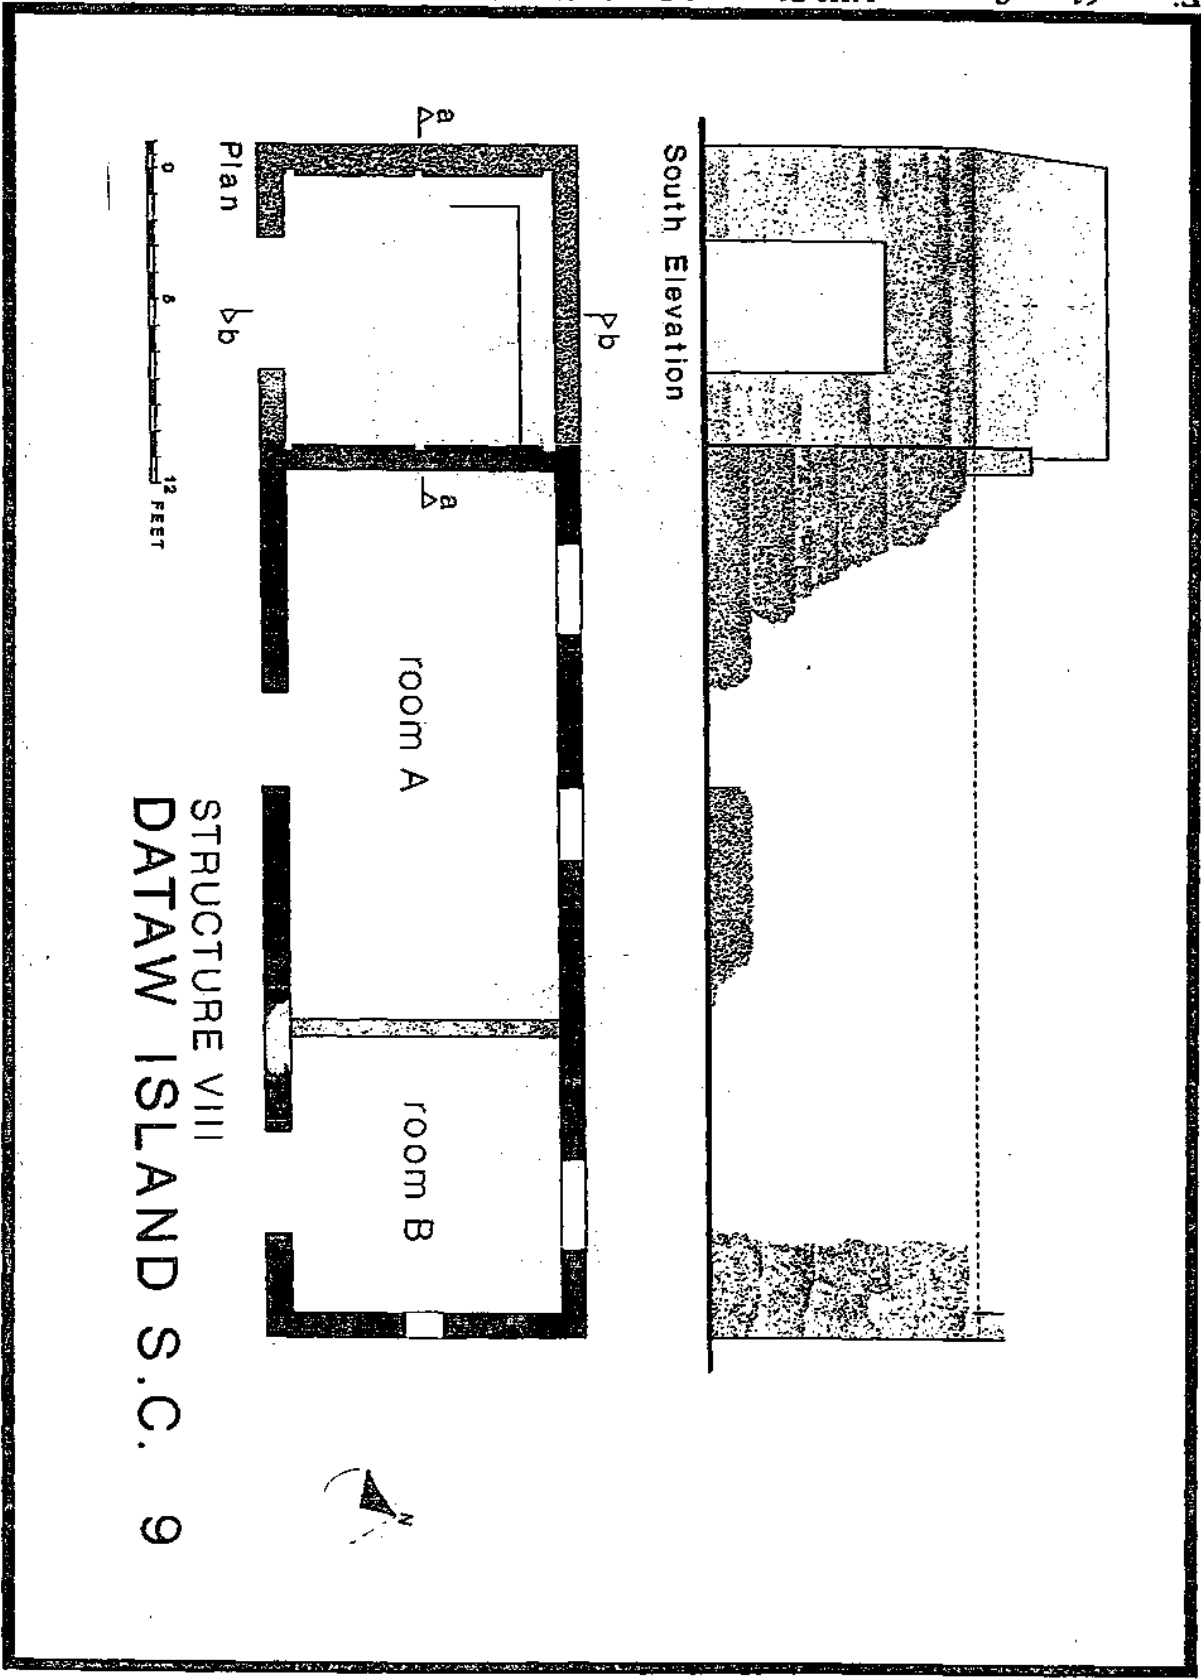 South Elevation
b
a
a
room A
room B
N
Plan
b
0
6
12
FEET
STRUCTURE VIII
DATAW ISLAND S.C. 9